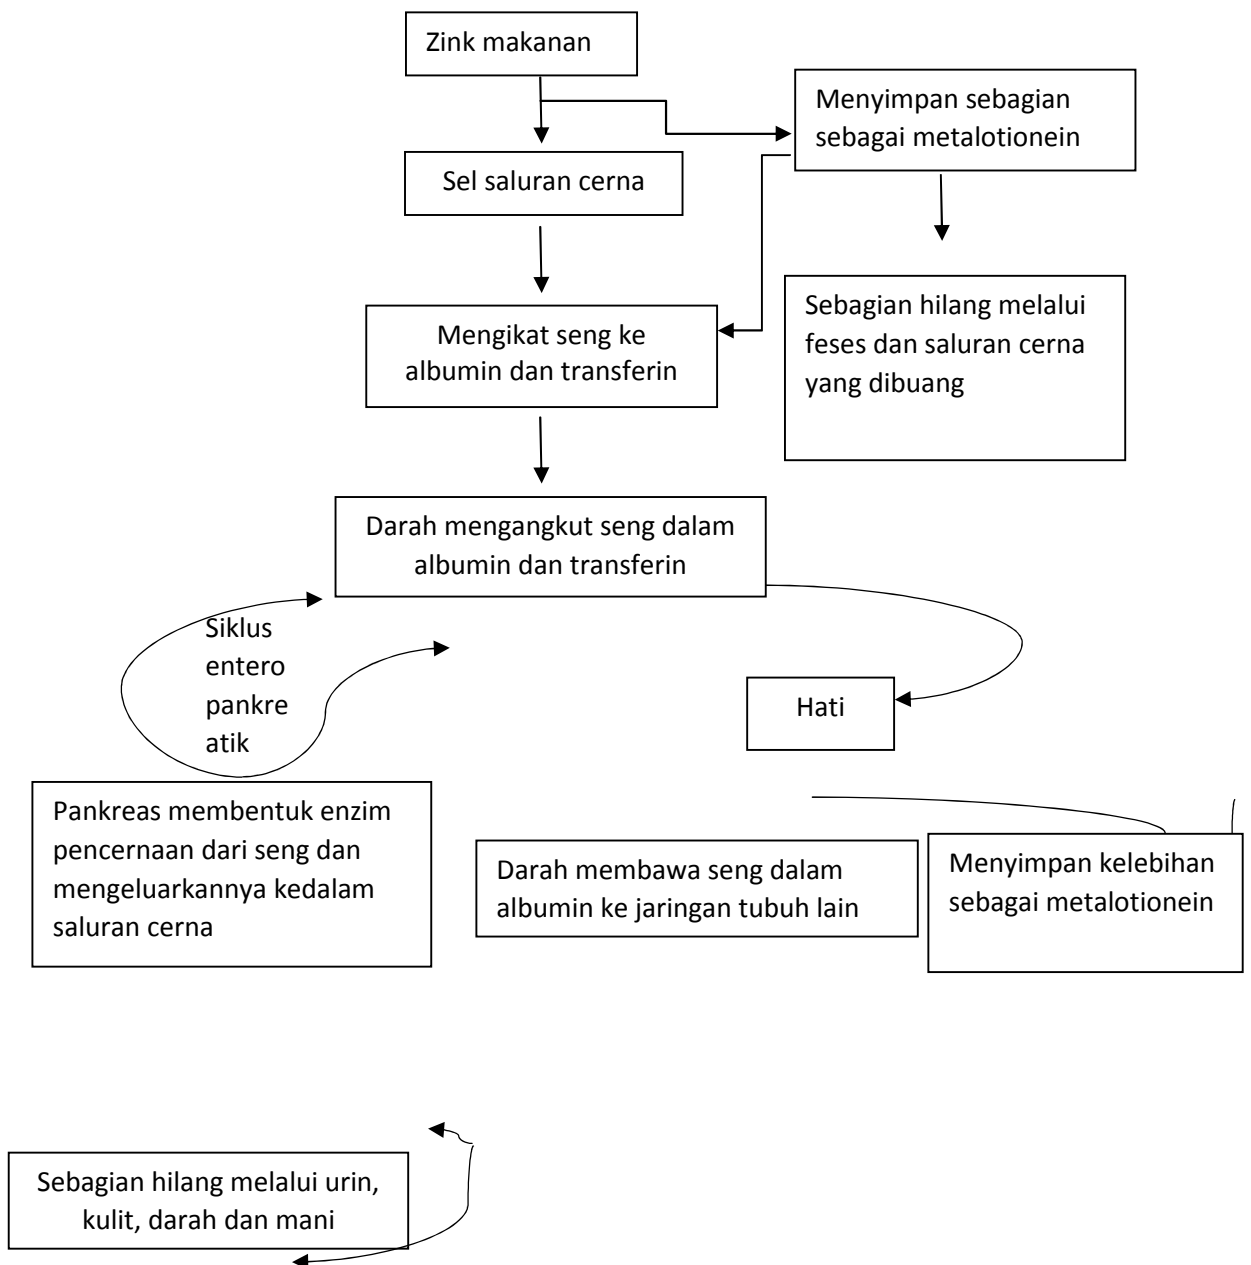 Zink makanan
Menyimpan sebagian
sebagai metalotionein
Sel saluran cerna
Sebagian hilang melalui
feses dan saluran cerna
yang dibuang
Mengikat seng ke
albumin dan transferin
Darah mengangkut seng dalam
albumin dan transferin
Siklus
entero
pankre
atik
Hati
Pankreas membentuk enzim
pencernaan dari seng dan
mengeluarkannya kedalam
saluran cerna
Darah membawa seng dalam
albumin ke jaringan tubuh lain
Menyimpan kelebihan
sebagai metalotionein
Sebagian hilang melalui urin,
kulit, darah dan mani